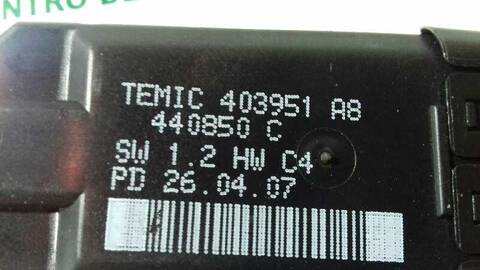 TEMIC 403951 A8
440850 C
SW 1.2 HW C4
PD 26.04.07